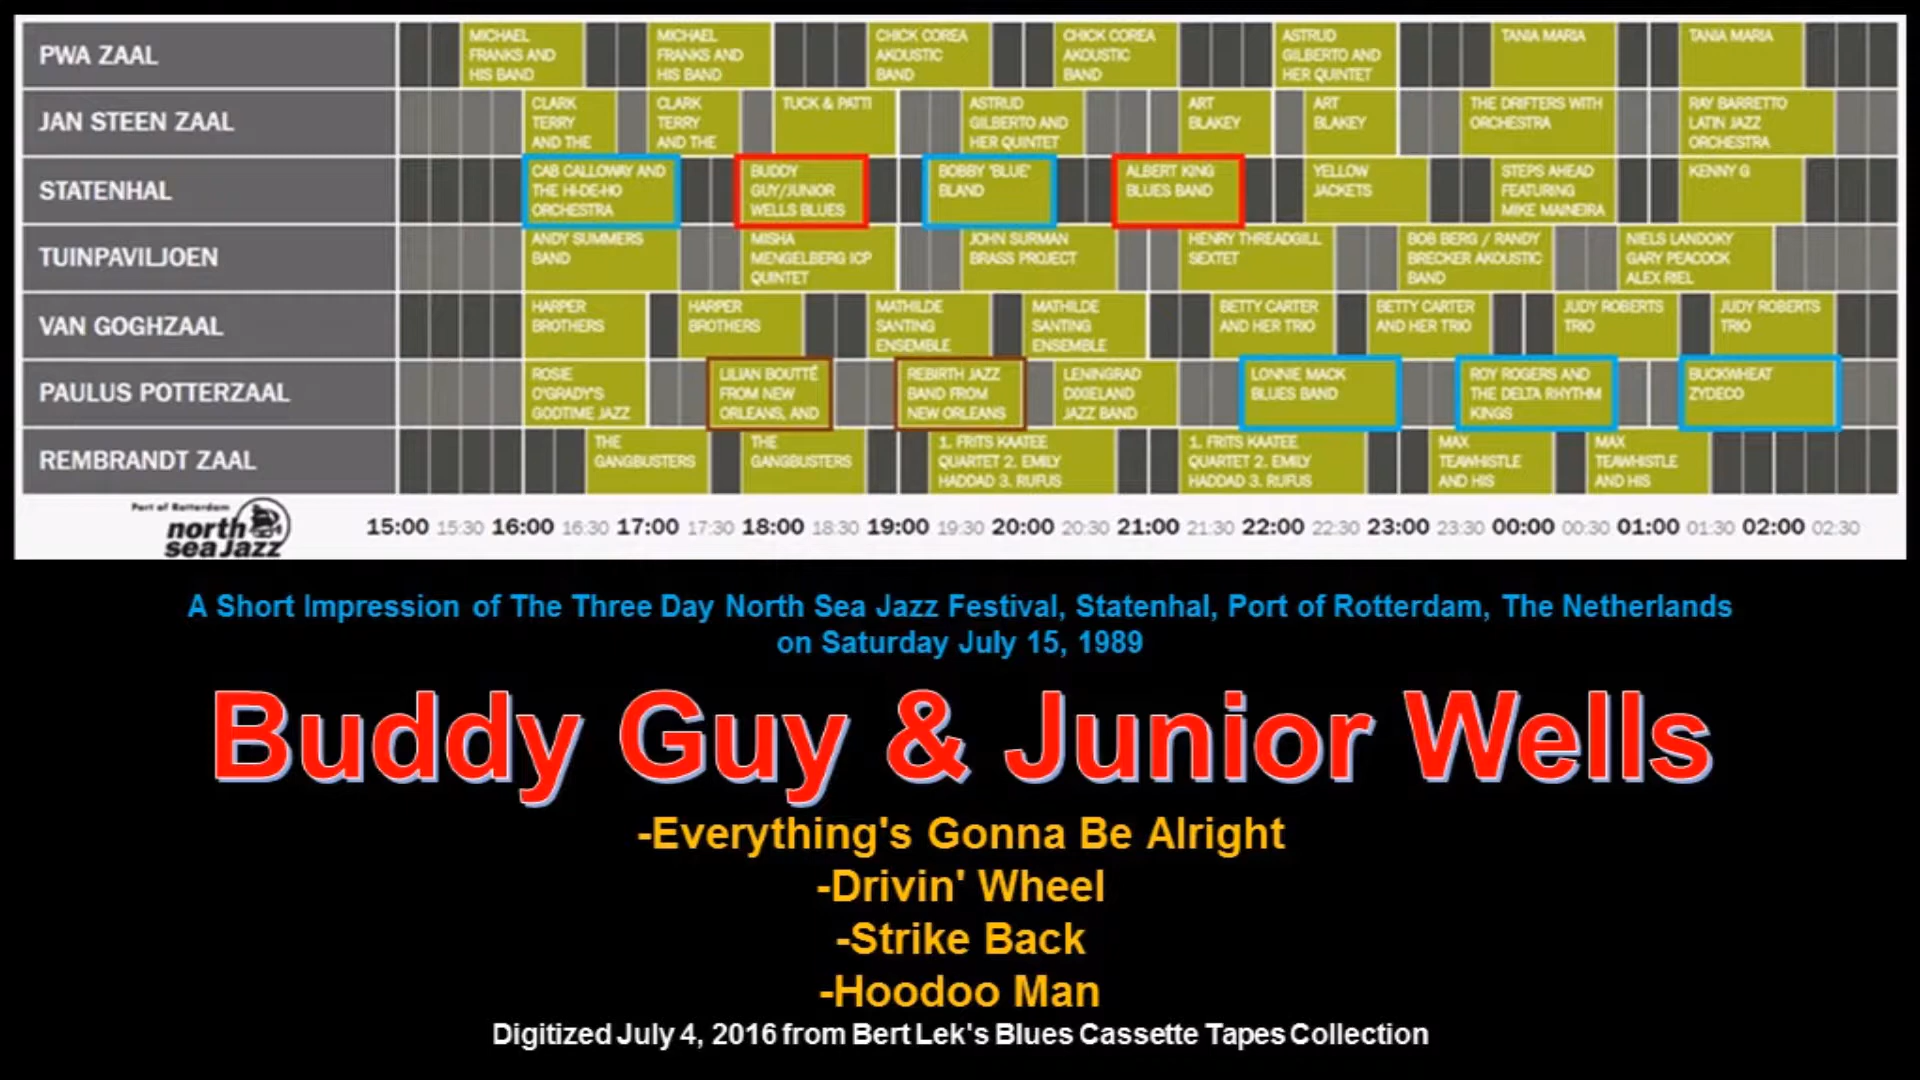 PWA ZAAL
MICHAEL
FRANKS AND
HIS BAND
MICHAEL
FRANKS AND
HIS BAND
CHICK COREA
AKOUSTIC
BAND
CHICK COREA
AKOUSTIC
BAND
ASTRUD
GILBERTO AND
HER QUINTET
TANIA MARIA
TANIA MARIA
JAN STEEN ZAAL
CLARK
TERRY
AND THE
CLARK
TERRY
AND THE
TUCK & PATTI
ASTRUD
GILBERTO AND
HER QUINTET
ART
BLAKEY
ART
BLAKEY
THE DRIFTERS WITH
ORCHESTRA
RAY BARRETTO
LATIN JAZZ
ORCHESTRA
STATENHAL
CAB CALLOWAY AND
THE HI-DE-HO
ORCHESTRA
BUDDY
GUY/JUNIOR
WELLS BLUES
BOBBY 'BLUE'
BLAND
ALBERT KING
BLUES BAND
YELLOW
JACKETS
STEPS AHEAD
FEATURING
MIKE MAINEIRA
KENNY G
TUINPAVILJOEN
ANDY SUMMERS
BAND
MISHA
MENGELBERG ICP
QUINTET
JOHN SURMAN
BRASS PROJECT
HENRY THREADGILL
SEXTET
BOB BERG / RANDY
BRECKER AKOUSTIC
BAND
NIELS LANDOKY
GARY PEACOCK
ALEX RIEL
VAN GOGHZAAL
HARPER
BROTHERS
HARPER
BROTHERS
MATHILDE
SANTING
ENSEMBLE
MATHILDE
SANTING
ENSEMBLE
BETTY CARTER
AND HER TRIO
BETTY CARTER
AND HER TRIO
JUDY ROBERTS
TRIO
JUDY ROBERTS
TRIO
PAULUS POTTERZAAL
ROSIE
O'GRADY'S
GODTIME JAZZ
LILIAN BOUTTÉ
FROM NEW
ORLEANS, AND
REBIRTH JAZZ
BAND FROM
NEW ORLEANS
LENINGRAD
DIXIELAND
JAZZ BAND
LONNIE MACK
BLUES BAND
ROY ROGERS AND
THE DELTA RHYTHM
KINGS
BUCKWHEAT
ZYDECO
REMBRANDT ZAAL
THE
GANGBUSTERS
THE
GANGBUSTERS
1. FRITS KAATEE
QUARTET 2. EMILY
HADDAD 3. RUFUS
1. FRITS KAATEE
QUARTET 2. EMILY
HADDAD 3. RUFUS
MAX
TEAWHISTLE
AND HIS
MAX
TEAWHISTLE
AND HIS
Port of Rotterdam
north
sea Jazz
15:00 15:30 16:00 16:30 17:00 17:30 18:00 18:30 19:00 19:30 20:00 20:30 21:00 21:30 22:00 22:30 23:00 23:30 00:00 00:30 01:00 01:30 02:00 02:30
A Short Impression of The Three Day North Sea Jazz Festival, Statenhal, Port of Rotterdam, The Netherlands
on Saturday July 15, 1989
Buddy Guy & Junior Wells
-Everything's Gonna Be Alright
-Drivin' Wheel
-Strike Back
-Hoodoo Man
Digitized July 4, 2016 from Bert Lek's Blues Cassette Tapes Collection